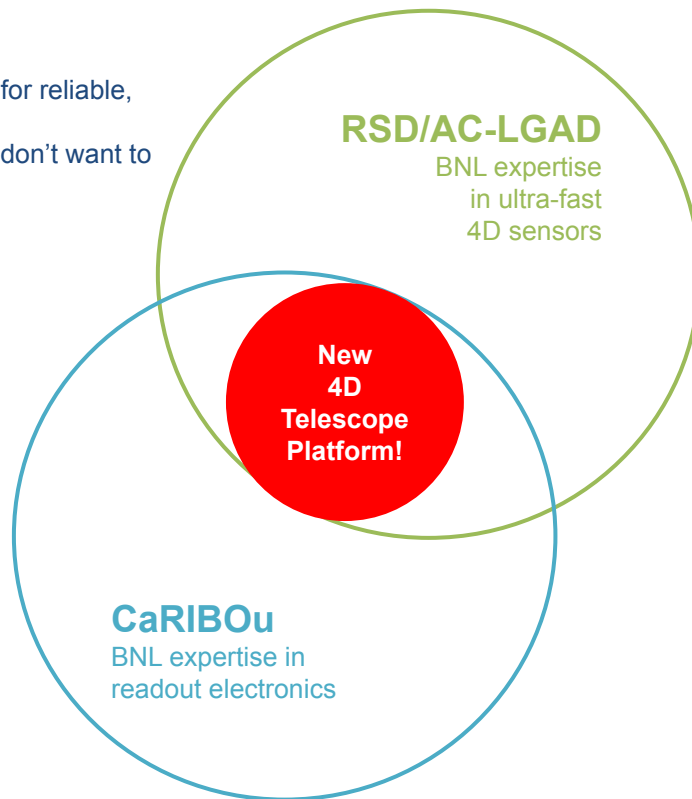 for reliable,
don't want to
RSD/AC-LGAD
BNL expertise
in ultra-fast
4D sensors
New
4D
Telescope
Platform!
CaRIBOu
BNL expertise in
readout electronics